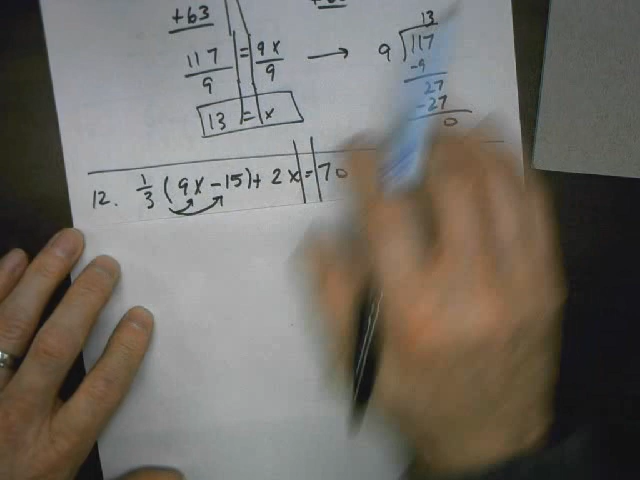 +63
117/9 = 9x/9 → 9)117
13
-9
27
-27
0
13 = x
12. 1/3 (9x - 15) + 2x = 70